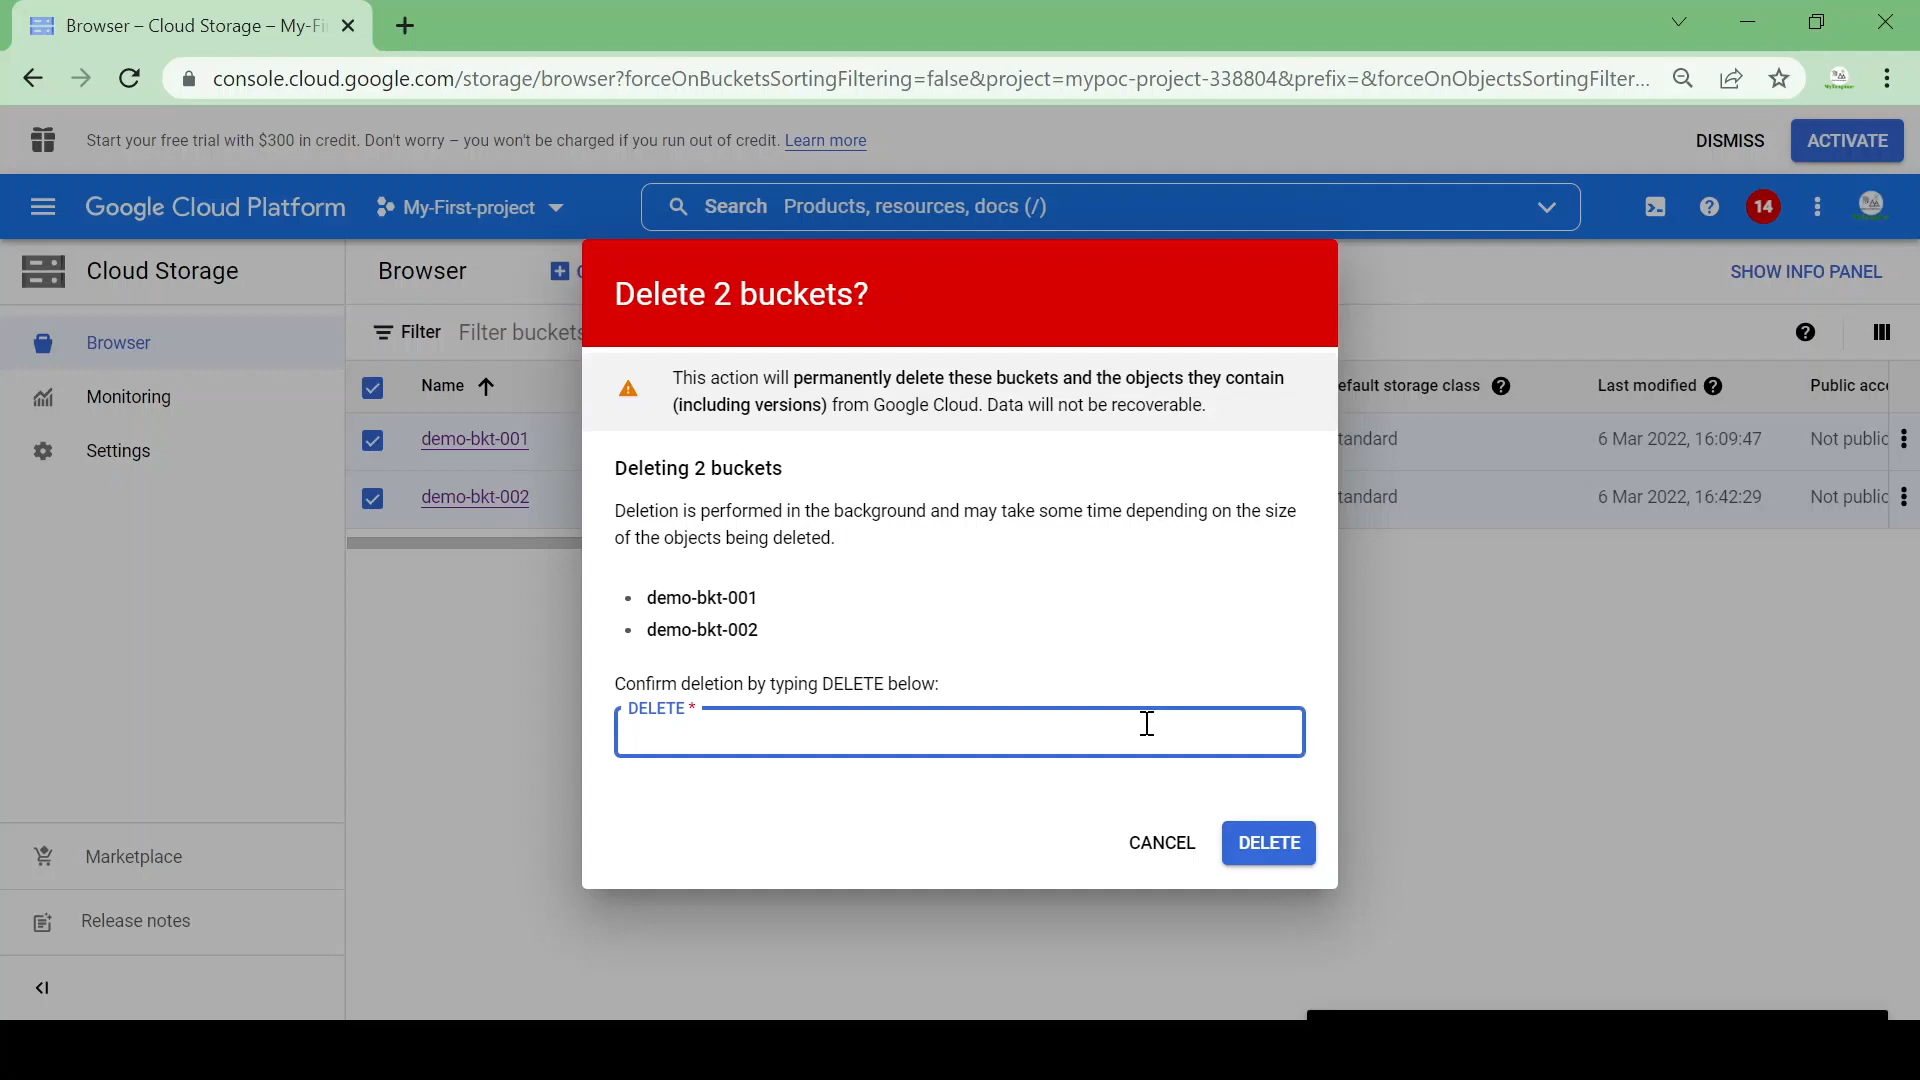 Browser – Cloud Storage – My-Fi
console.cloud.google.com/storage/browser?forceOnBucketsSortingFiltering=false&project=mypoc-project-338804&prefix=&forceOnObjectsSortingFilter...
Start your free trial with $300 in credit. Don't worry – you won't be charged if you run out of credit. Learn more
DISMISS
ACTIVATE
Google Cloud Platform
My-First-project
Search Products, resources, docs (/)
14
Cloud Storage
Browser
SHOW INFO PANEL
Delete 2 buckets?
Browser
Monitoring
Settings
Filter Filter buckets
Name
efault storage class
Last modified
Public acce
demo-bkt-001
tandard
6 Mar 2022, 16:09:47
Not public
demo-bkt-002
tandard
6 Mar 2022, 16:42:29
Not public
This action will permanently delete these buckets and the objects they contain
(including versions) from Google Cloud. Data will not be recoverable.
Deleting 2 buckets
Deletion is performed in the background and may take some time depending on the size
of the objects being deleted.
• demo-bkt-001
• demo-bkt-002
Confirm deletion by typing DELETE below:
DELETE *
CANCEL
DELETE
Marketplace
Release notes